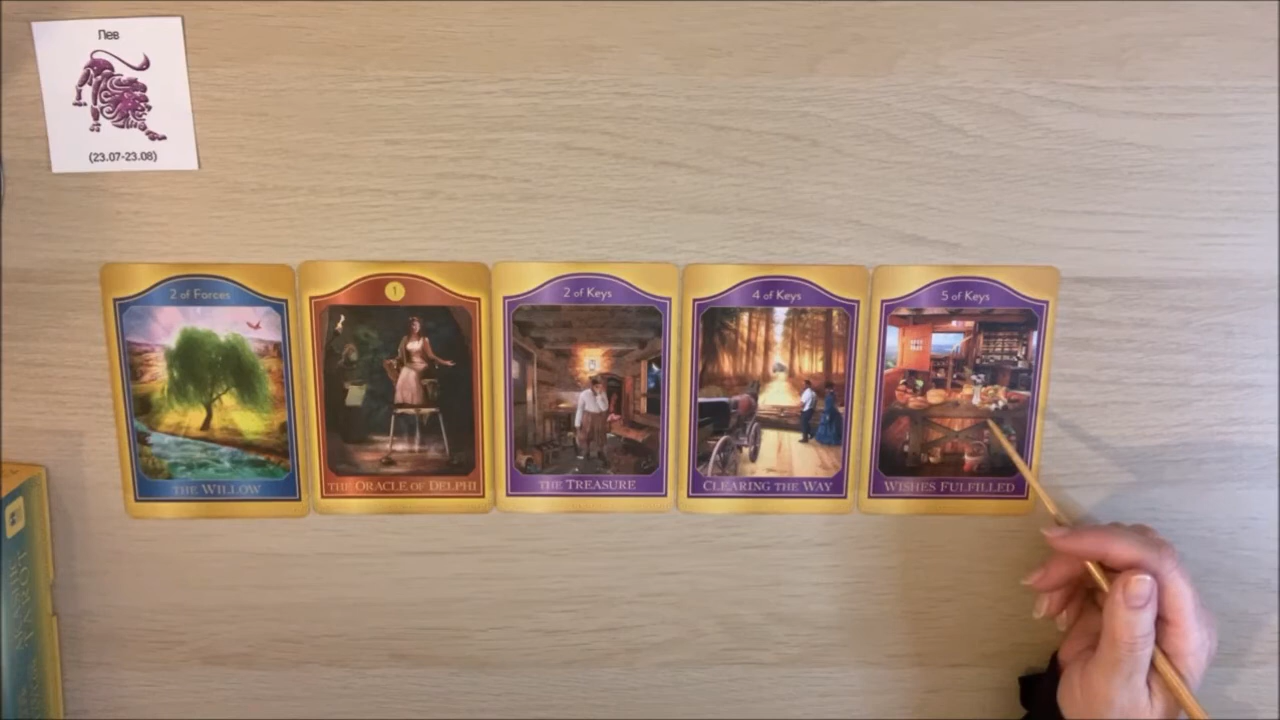 Лев
(23.07-23.08)
2 of Forces
THE WILLOW
1
THE ORACLE OF DELPHI
2 of Keys
THE TREASURE
4 of Keys
CLEARING THE WAY
5 of Keys
WISHES FULFILLED
TAROT